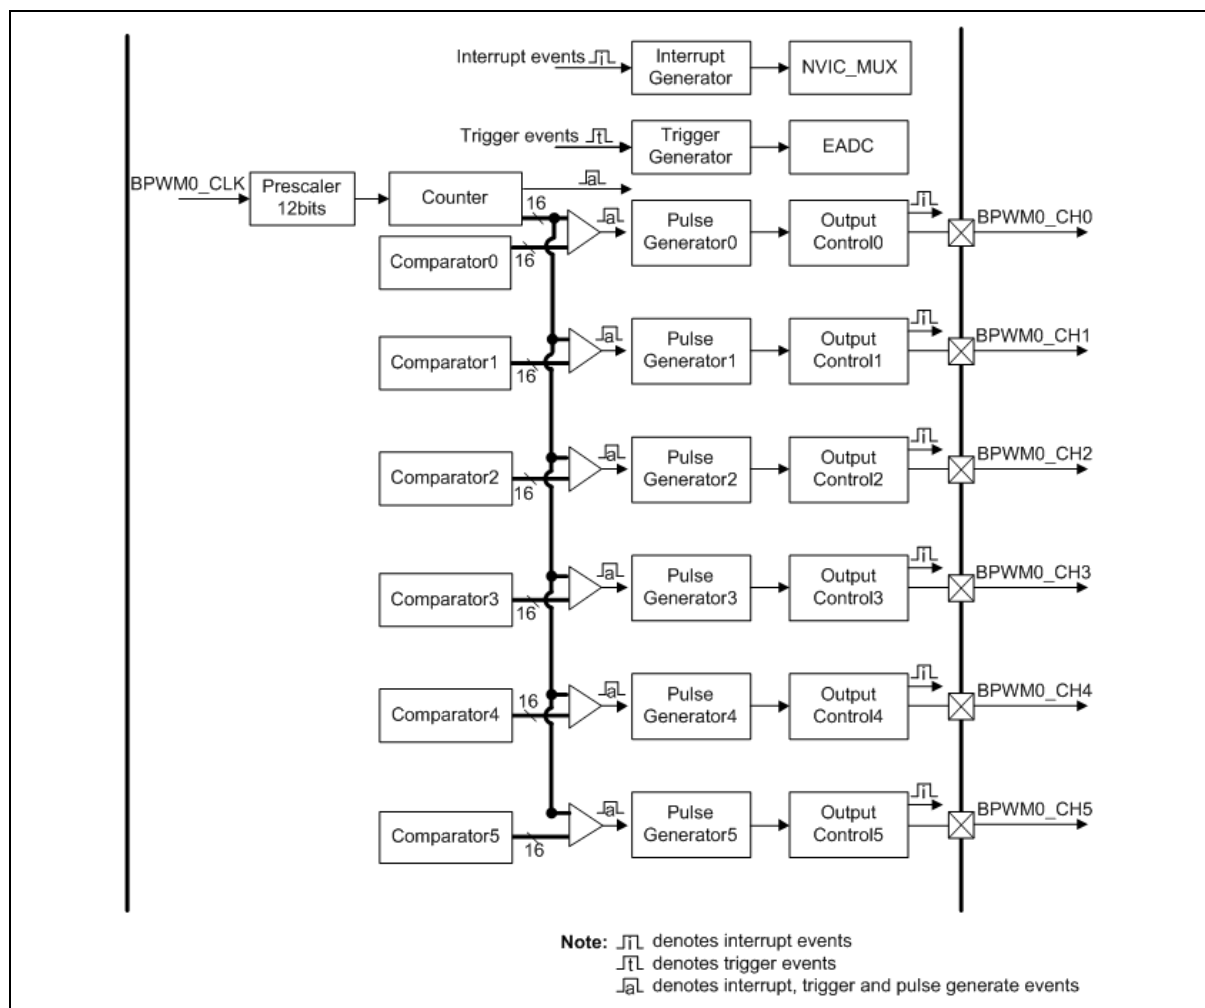 Interrupt events i
Interrupt
Generator
NVIC_MUX
Trigger events t
Trigger
Generator
EADC
BPWM0_CLK
Prescaler
12bits
Counter
a
16
Comparator0
16
a
Pulse
Generator0
Output
Control0
i
BPWM0_CH0
Comparator1
16
a
Pulse
Generator1
Output
Control1
i
BPWM0_CH1
Comparator2
16
a
Pulse
Generator2
Output
Control2
i
BPWM0_CH2
Comparator3
16
a
Pulse
Generator3
Output
Control3
i
BPWM0_CH3
Comparator4
16
a
Pulse
Generator4
Output
Control4
i
BPWM0_CH4
Comparator5
16
a
Pulse
Generator5
Output
Control5
i
BPWM0_CH5
Note: i denotes interrupt events
t denotes trigger events
a denotes interrupt, trigger and pulse generate events